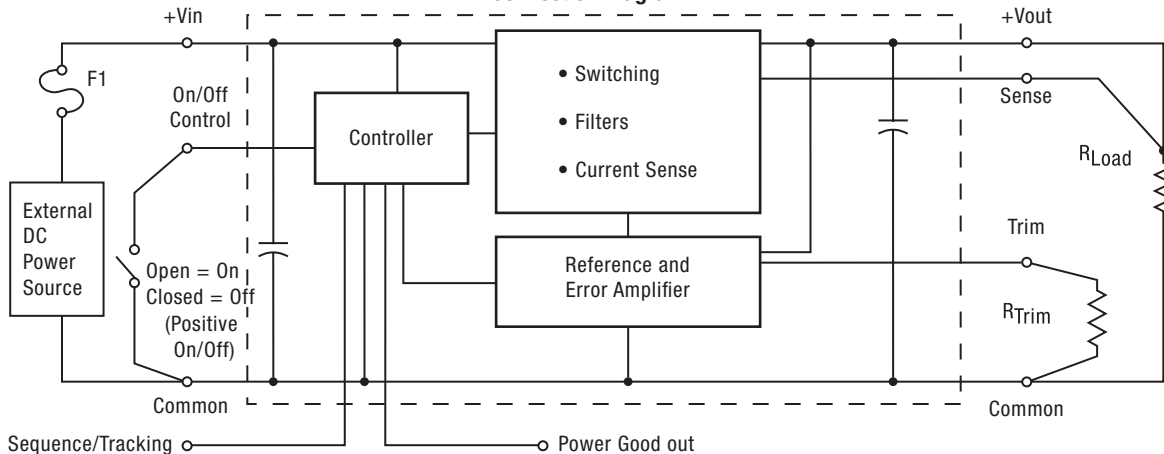 +Vin
+Vout
F1
On/Off
Control
Controller
• Switching
• Filters
• Current Sense
Sense
RLoad
External
DC
Power
Source
Open = On
Closed = Off
(Positive
On/Off)
Reference and
Error Amplifier
Trim
RTrim
Common
Common
Sequence/Tracking
Power Good out